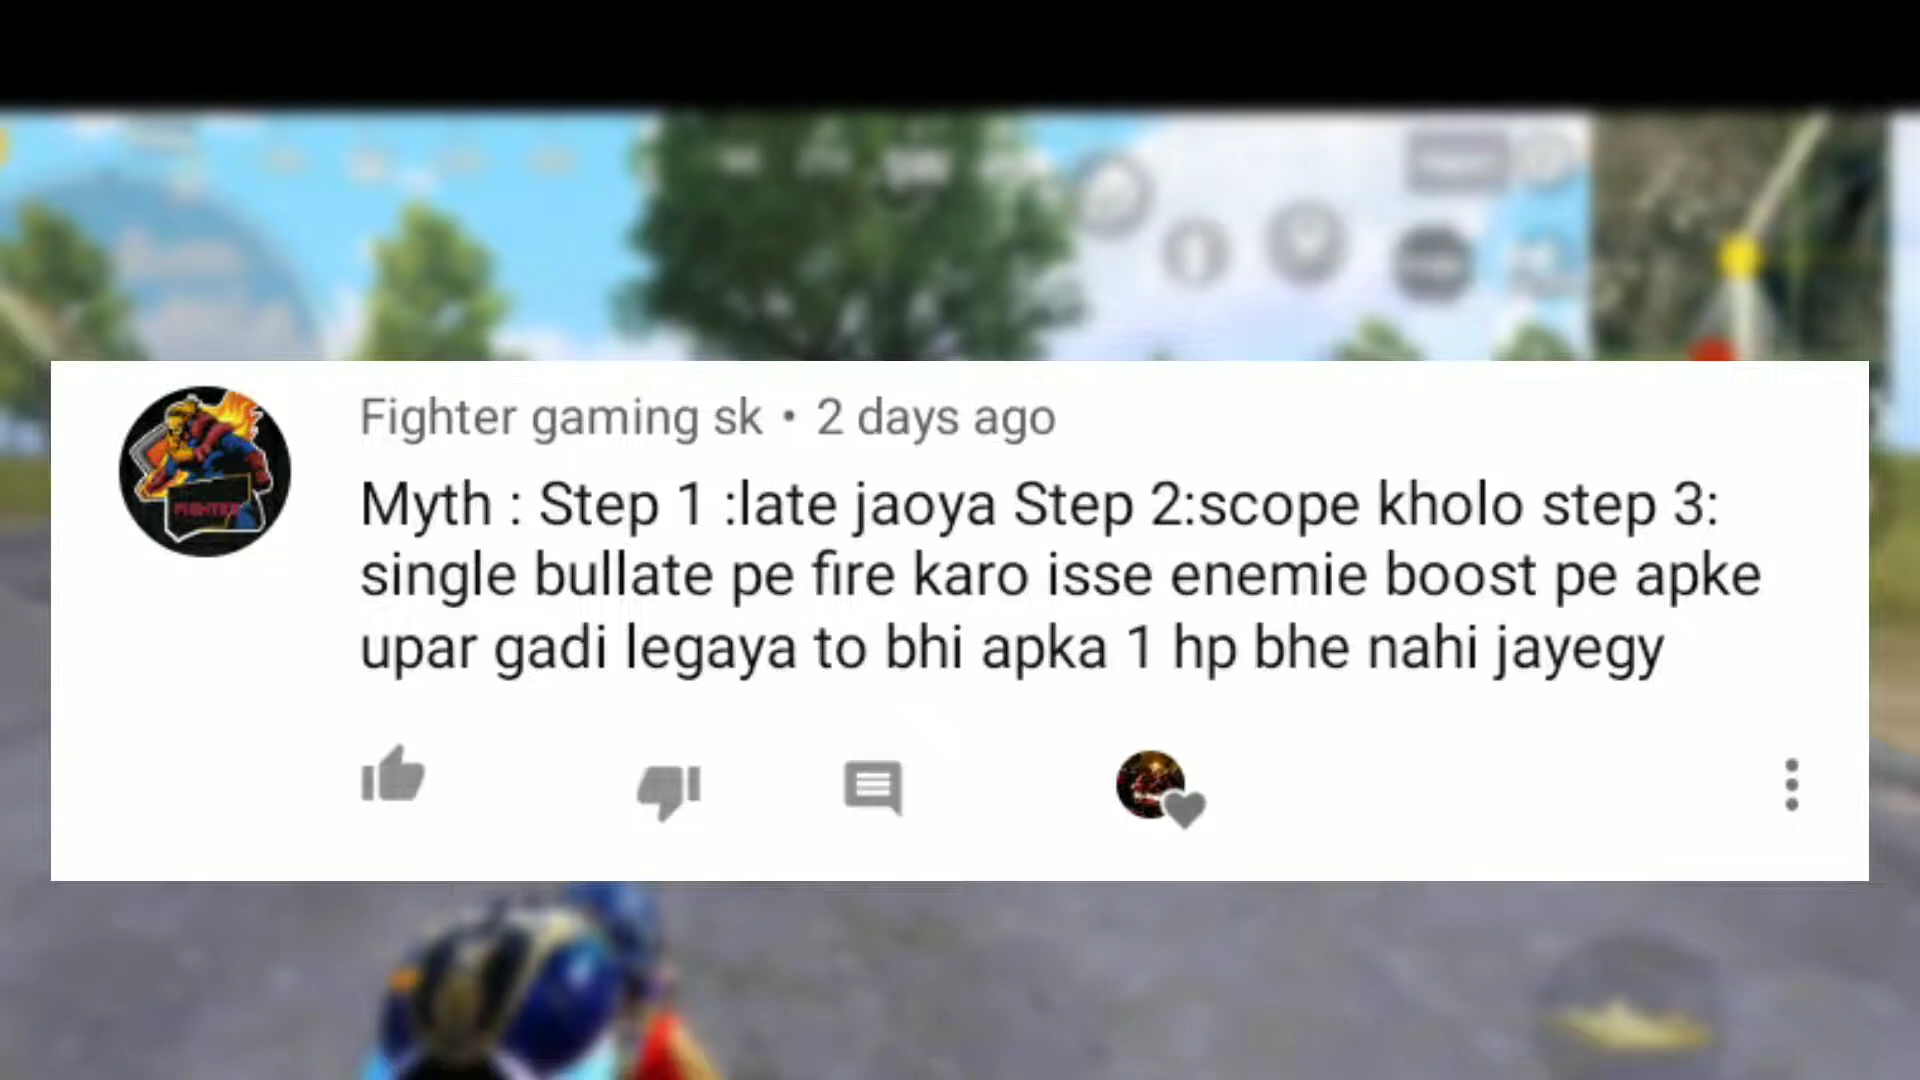 Fighter gaming sk • 2 days ago
Myth : Step 1 :late jaoya Step 2:scope kholo step 3:
single bullate pe fire karo isse enemie boost pe apke
upar gadi legaya to bhi apka 1 hp bhe nahi jayegy
FIGHTER